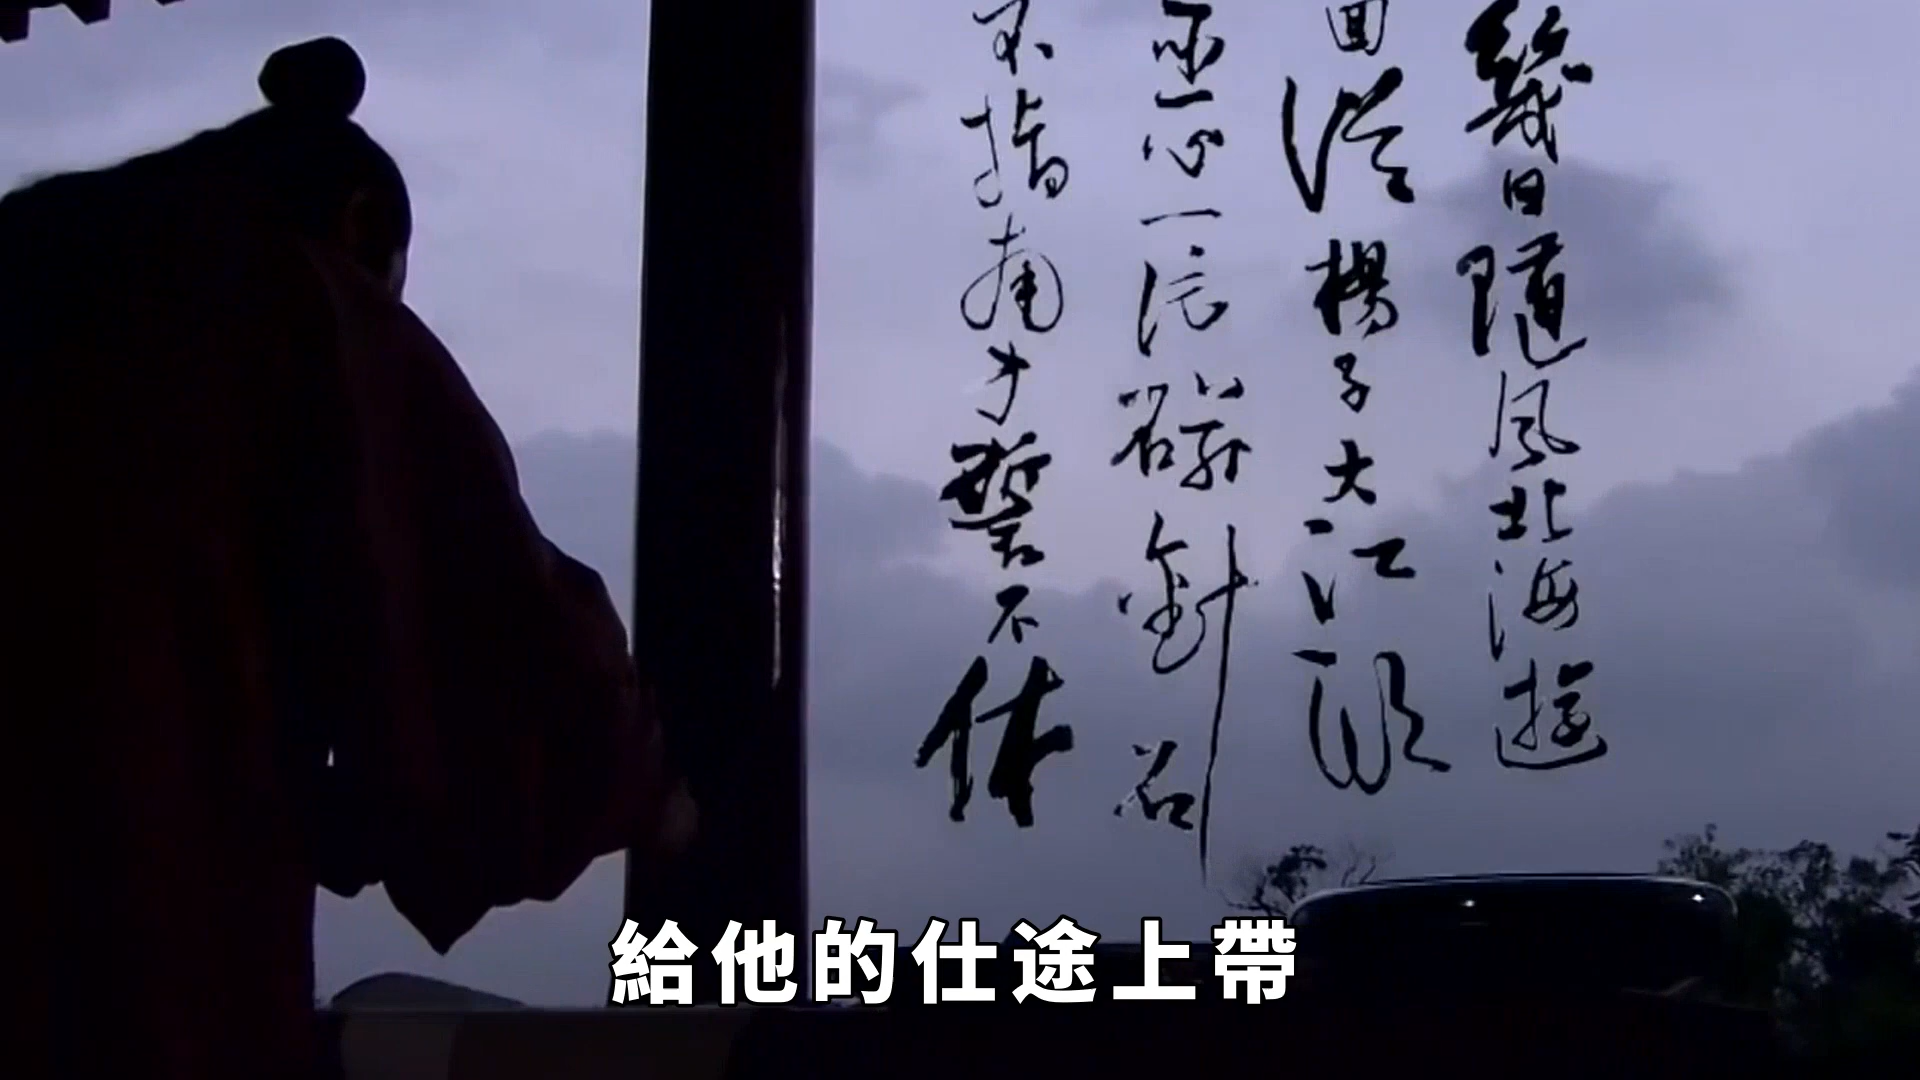 幾日隨風北海遊
回從楊子大江頭
臣心一片磁針石
不指南方誓不休
給他的仕途上帶